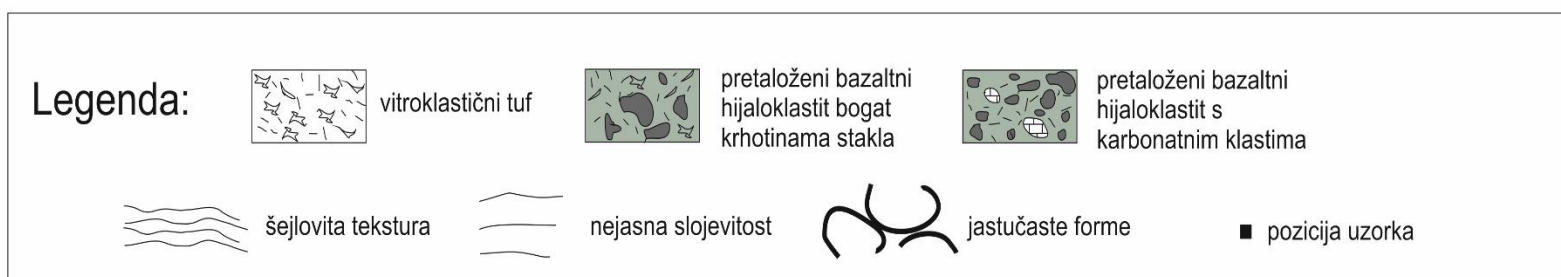 Legenda:
vitroklastični tuf
pretaloženi bazaltni
hijaloklastit bogat
krhotinama stakla
pretaloženi bazaltni
hijaloklastit s
karbonatnim klastima
šejlovita tekstura
nejasna slojevitost
jastučaste forme
pozicija uzorka